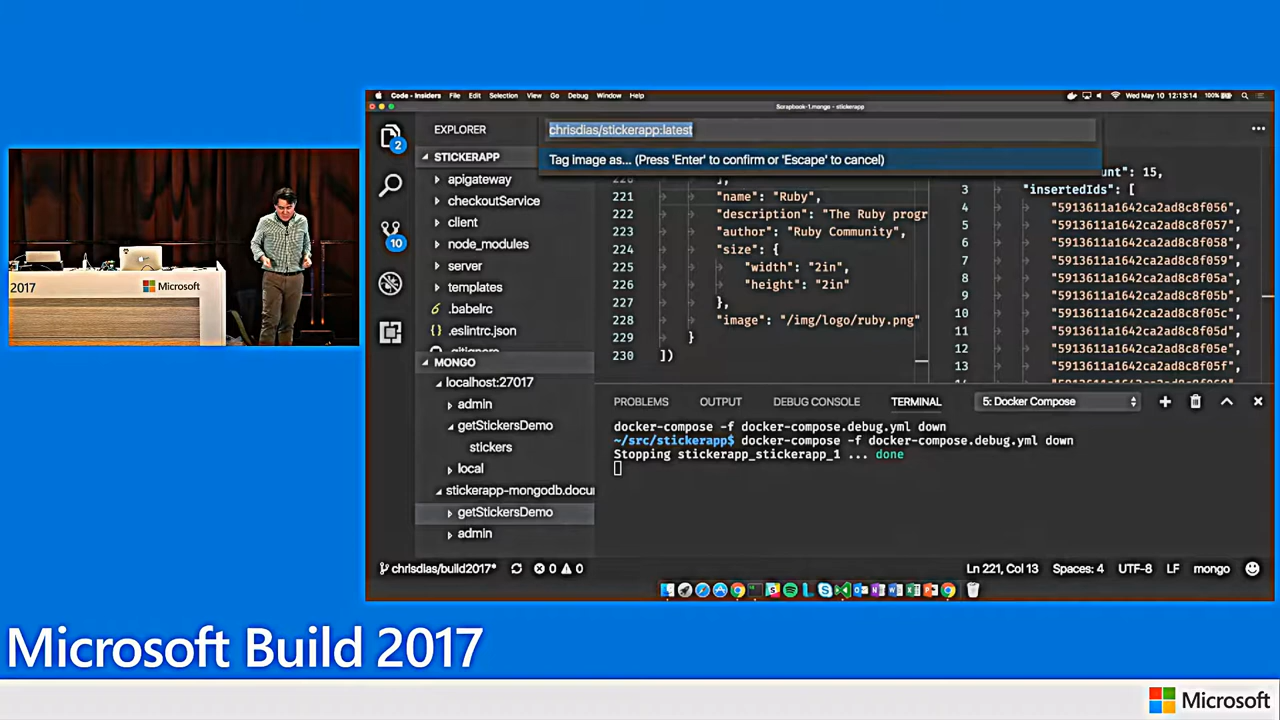 Code - Insiders File Edit Selection View Go Debug Window Help
Wed May 10 12:13:14 100%
Scrapbook-1.mongo - stickerapp
EXPLORER
chrisdias/stickerapp:latest
Tag image as... (Press 'Enter' to confirm or 'Escape' to cancel)
2
10
STICKERAPP
apigateway
checkoutService
client
node_modules
server
templates
.babelrc
.eslintrc.json
.gitignore
MONGO
localhost:27017
admin
getStickersDemo
stickers
local
stickerapp-mongodb.docu
getStickersDemo
admin
220 ],
221 "name": "Ruby",
222 "description": "The Ruby progr
223 "author": "Ruby Community",
224 "size": {
225 "width": "2in",
226 "height": "2in"
227 },
228 "image": "/img/logo/ruby.png"
229 }
230 ])
ount": 15,
3 "insertedIds": [
4 "5913611a1642ca2ad8c8f056",
5 "5913611a1642ca2ad8c8f057",
6 "5913611a1642ca2ad8c8f058",
7 "5913611a1642ca2ad8c8f059",
8 "5913611a1642ca2ad8c8f05a",
9 "5913611a1642ca2ad8c8f05b",
10 "5913611a1642ca2ad8c8f05c",
11 "5913611a1642ca2ad8c8f05d",
12 "5913611a1642ca2ad8c8f05e",
13 "5913611a1642ca2ad8c8f05f",
14 "5913611a1642ca2ad8c8f060",
PROBLEMS OUTPUT DEBUG CONSOLE TERMINAL 5: Docker Compose
docker-compose -f docker-compose.debug.yml down
~/src/stickerapp$ docker-compose -f docker-compose.debug.yml down
Stopping stickerapp_stickerapp_1 ... done
chrisdias/build2017* 0 0 Ln 221, Col 13 Spaces: 4 UTF-8 LF mongo
2017 Microsoft
Microsoft Build 2017
Microsoft